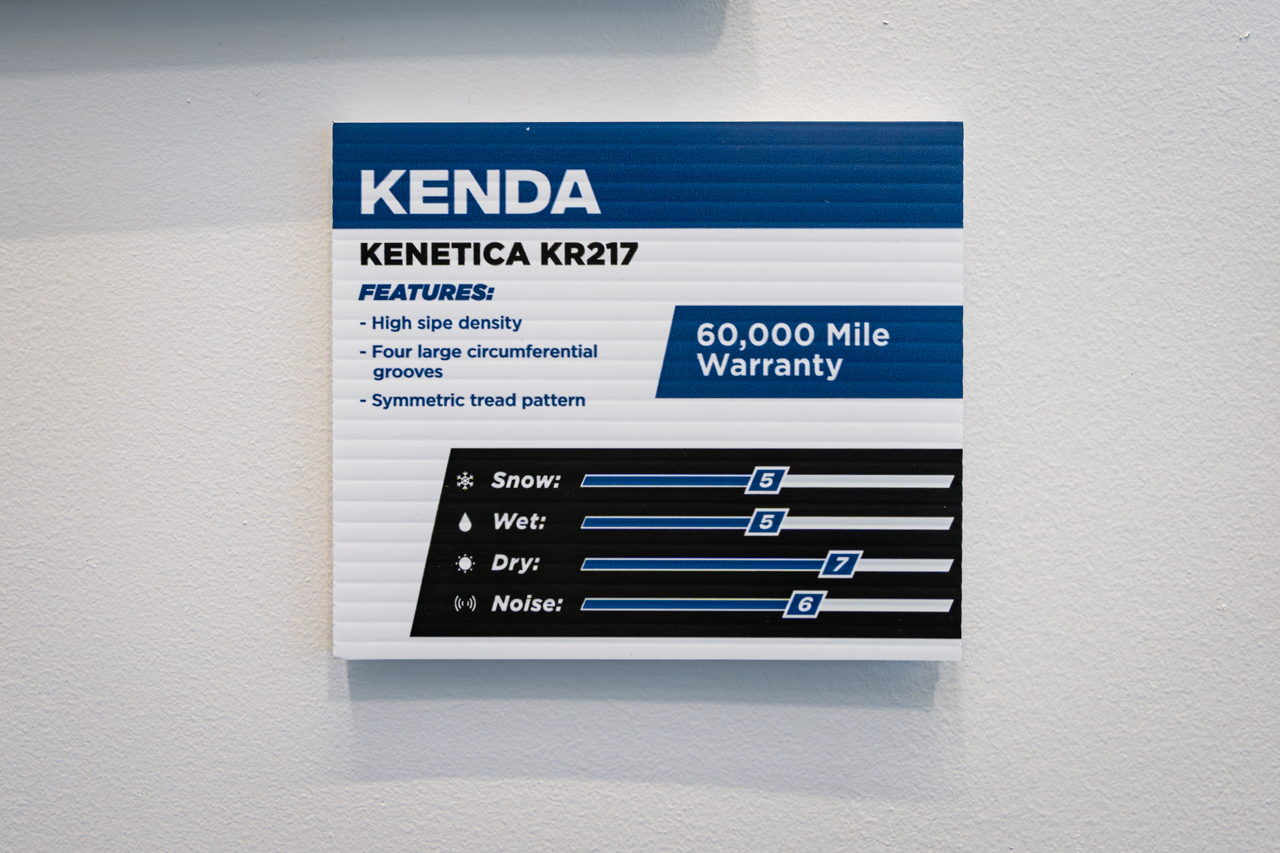 KENDA
KENETICA KR217
FEATURES:
- High sipe density
- Four large circumferential
grooves
- Symmetric tread pattern
60,000 Mile
Warranty
Snow: 5
Wet: 5
Dry: 7
Noise: 6